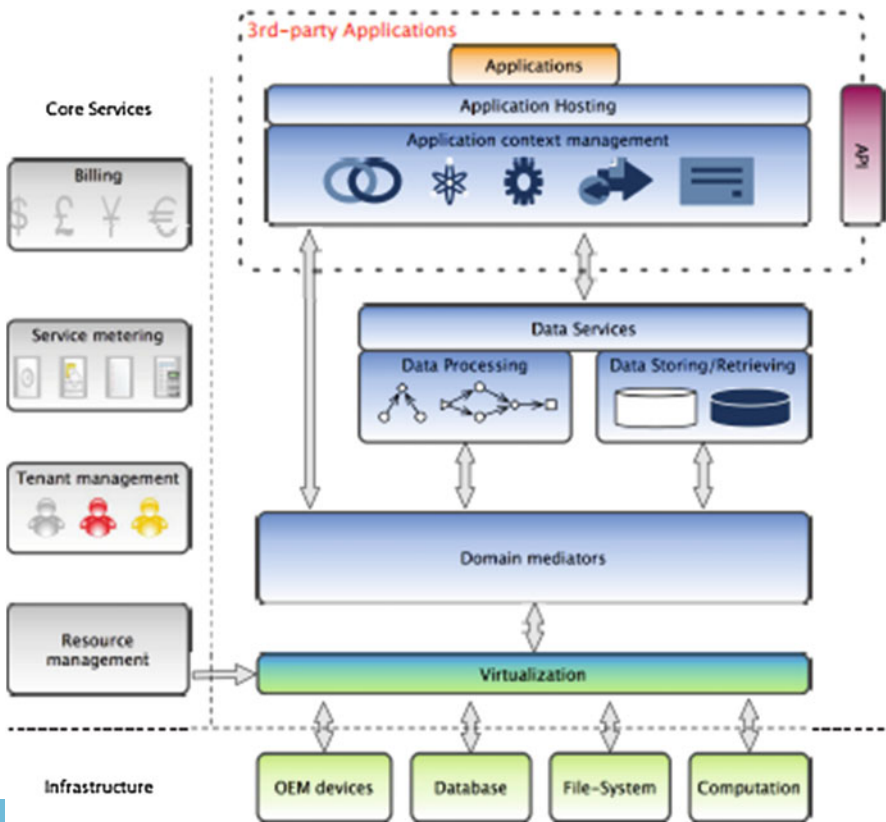 3rd-party Applications
Applications
Core Services
Application Hosting
Application context management
API
Billing
$ £ ¥ €
Data Services
Service metering
Data Processing
Data Storing/Retrieving
Tenant management
Domain mediators
Resource
management
Virtualization
Infrastructure
OEM devices
Database
File-System
Computation